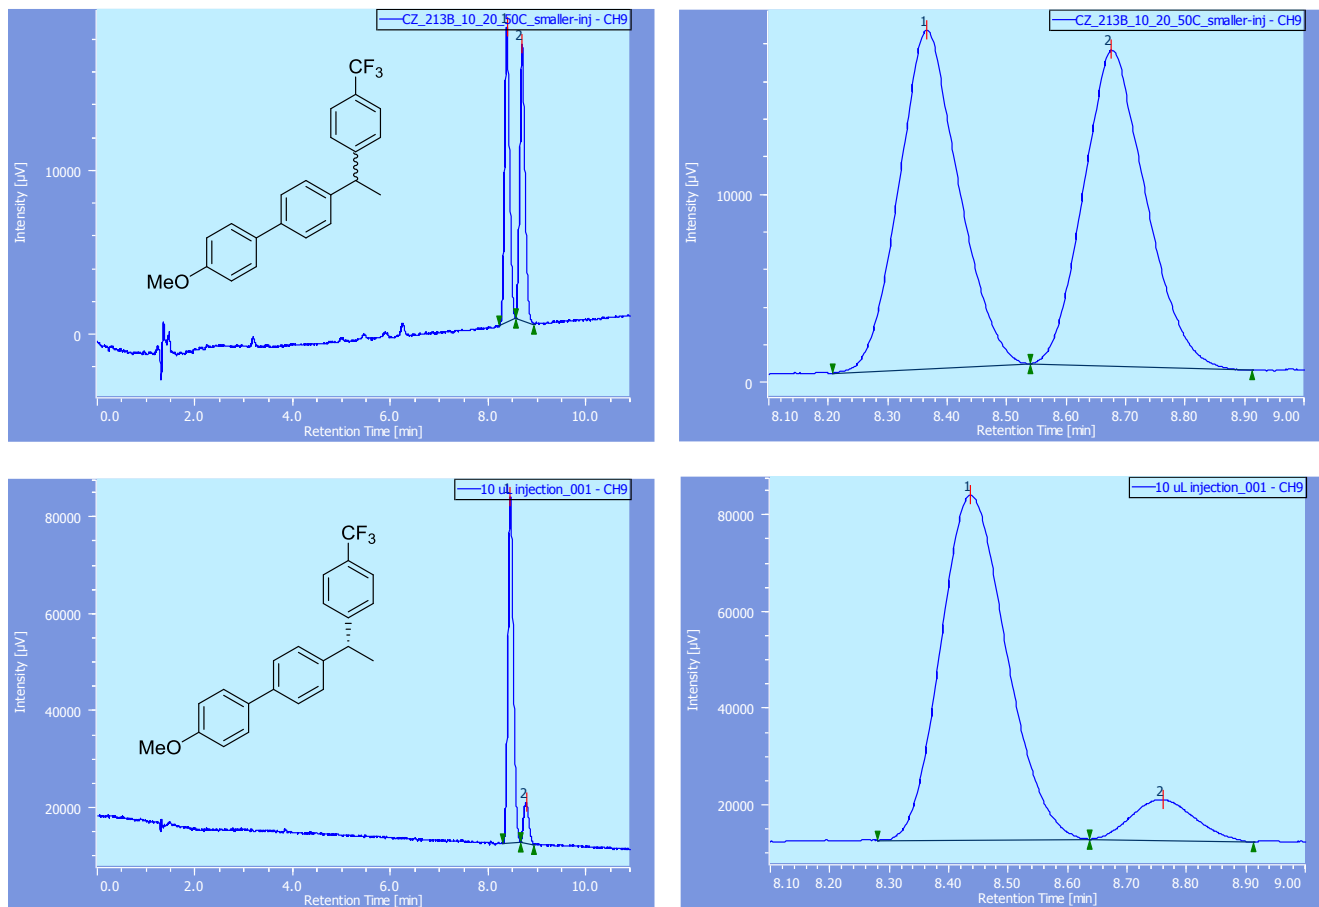 CZ_213B_10_20_50C_smaller-inj - CH9
1
2
CF3
MeO
Intensity [µV]
10000
0
0.0 2.0 4.0 6.0 8.0 10.0
Retention Time [min]
CZ_213B_10_20_50C_smaller-inj - CH9
1
2
Intensity [µV]
10000
0
8.10 8.20 8.30 8.40 8.50 8.60 8.70 8.80 8.90 9.00
Retention Time [min]
10 uL injection_001 - CH9
1
2
CF3
MeO
Intensity [µV]
80000
60000
40000
20000
0.0 2.0 4.0 6.0 8.0 10.0
Retention Time [min]
10 uL injection_001 - CH9
1
2
Intensity [µV]
80000
60000
40000
20000
8.10 8.20 8.30 8.40 8.50 8.60 8.70 8.80 8.90 9.00
Retention Time [min]